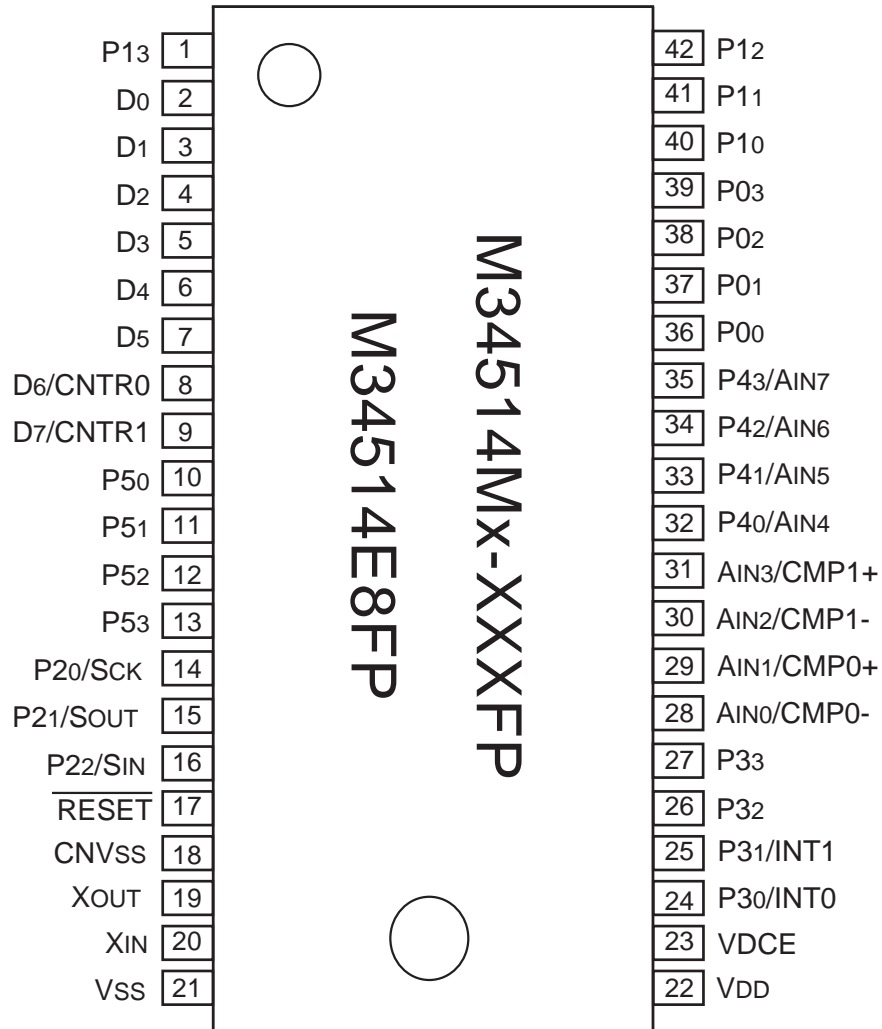 P13 1
D0 2
D1 3
D2 4
D3 5
D4 6
D5 7
D6/CNTR0 8
D7/CNTR1 9
P50 10
P51 11
P52 12
P53 13
P20/SCK 14
P21/SOUT 15
P22/SIN 16
RESET 17
CNVSS 18
XOUT 19
XIN 20
VSS 21
M34514E8FP
M34514Mx-XXXFP
42 P12
41 P11
40 P10
39 P03
38 P02
37 P01
36 P00
35 P43/AIN7
34 P42/AIN6
33 P41/AIN5
32 P40/AIN4
31 AIN3/CMP1+
30 AIN2/CMP1-
29 AIN1/CMP0+
28 AIN0/CMP0-
27 P33
26 P32
25 P31/INT1
24 P30/INT0
23 VDCE
22 VDD